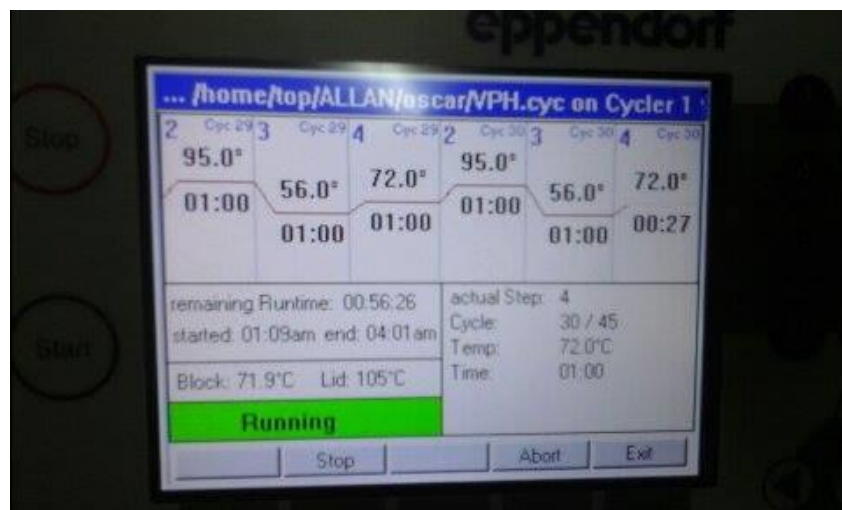 eppendorf
... /home/top/ALLAN/oscar/VPH.cyc on Cycler 1
2 Cyc 29 3 Cyc 29 4 Cyc 29 2 Cyc 30 3 Cyc 30 4 Cyc 30
95.0° 56.0° 72.0° 95.0° 56.0° 72.0°
01:00 01:00 01:00 01:00 01:00 00:27
remaining Runtime: 00:56:26
started: 01:09am end: 04:01am
Block: 71.9°C Lid: 105°C
Running
actual Step: 4
Cycle: 30 / 45
Temp: 72.0°C
Time: 01:00
Stop Abort Exit
Stop
Start